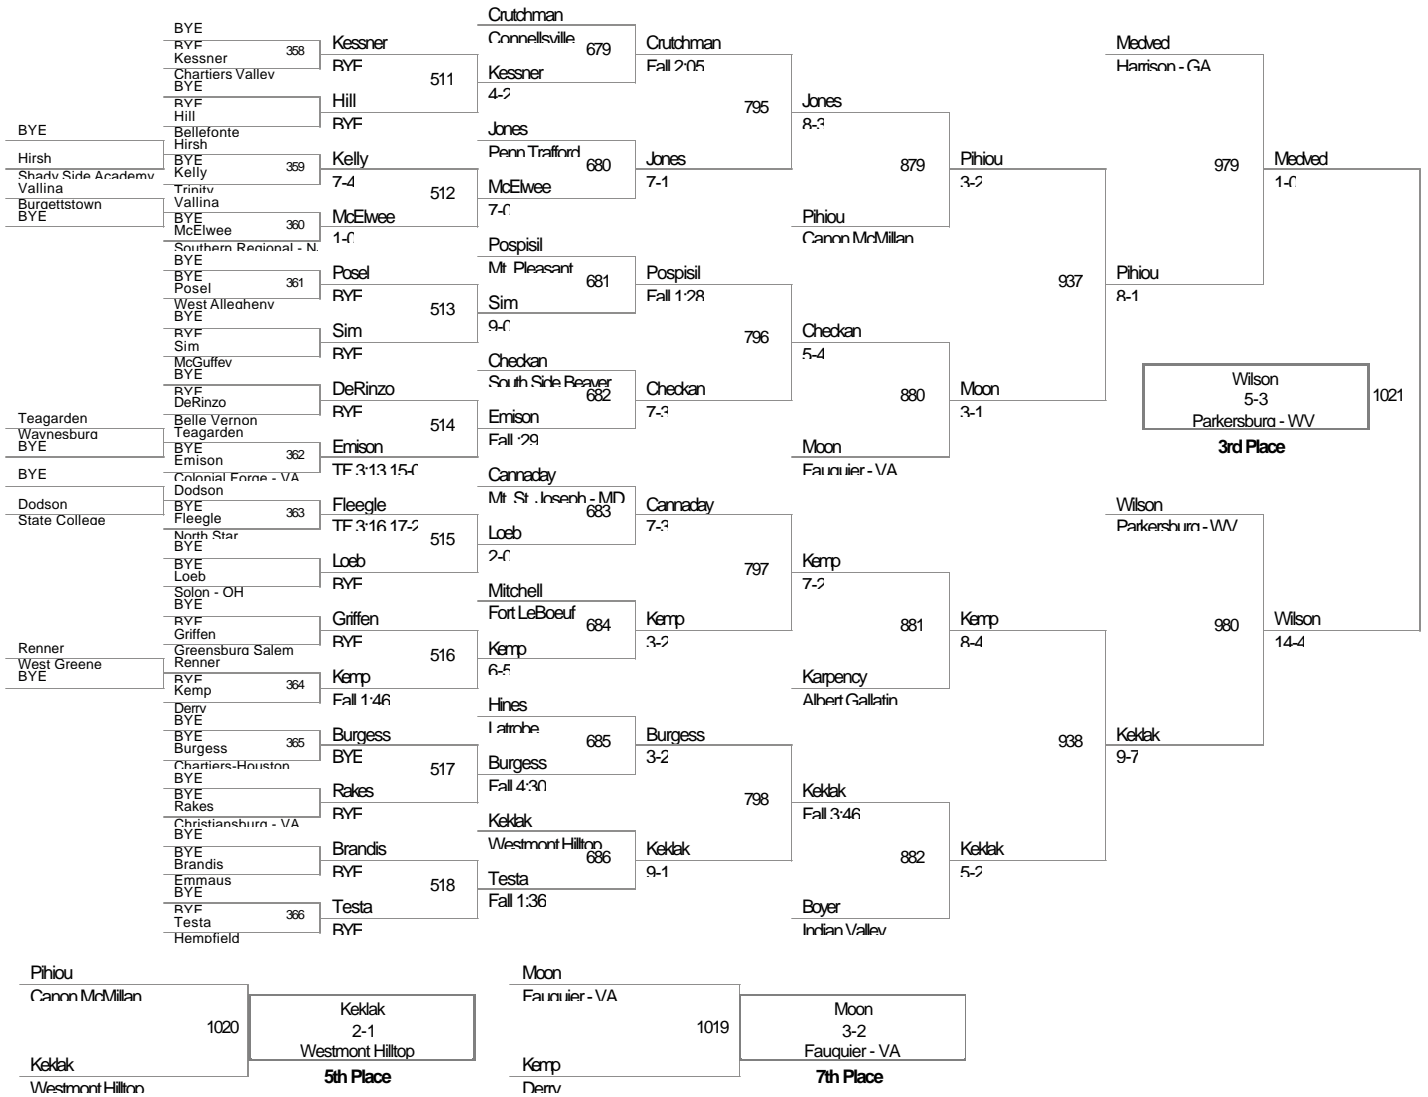 BYE
Hirsh
Shady Side Academy
Vallina
Burgettstown
BYE
Teagarden
Waynesburg
BYE
BYE
Dodson
State College
Renner
West Greene
BYE
BYE
BYE
Kessner
358
Chartiers Valley
BYE
BYE
Hill
Bellefonte
Hirsh
BYE
Kelly
359
Trinity
Vallina
BYE
McElwee
360
Southern Regional - NJ
BYE
BYE
Posel
361
West Allegheny
BYE
BYE
Sim
McGuffey
BYE
BYE
DeRinzo
Belle Vernon
Teagarden
BYE
Emison
362
Colonial Forge - VA
Dodson
BYE
Fleegle
363
North Star
BYE
BYE
Loeb
Solon - OH
BYE
BYE
Griffen
Greensburg Salem
Renner
BYE
Kemp
364
Derry
BYE
BYE
Burgess
365
Chartiers-Houston
BYE
BYE
Rakes
Christiansburg - VA
BYE
BYE
Brandis
Emmaus
BYE
BYE
Testa
366
Hempfield
Kessner
BYE
511
Hill
BYE
Kelly
7-4
512
McElwee
1-0
Posel
BYE
513
Sim
BYE
DeRinzo
BYE
514
Emison
TF 3:13 15-0
Fleegle
TF 3:16 17-2
515
Loeb
BYE
Griffen
BYE
516
Kemp
Fall 1:46
Burgess
BYE
517
Rakes
BYE
Brandis
BYE
518
Testa
BYE
Crutchman
Connellsville
679
Kessner
4-2
Jones
Penn Trafford
680
McElwee
7-0
Pospisil
Mt. Pleasant
681
Sim
9-0
Checkan
South Side Beaver
682
Emison
Fall :29
Cannaday
Mt. St. Joseph - MD
683
Loeb
2-0
Mitchell
Fort LeBoeuf
684
Kemp
6-5
Hines
Latrobe
685
Burgess
Fall 4:30
Keklak
Westmont Hilltop
686
Testa
Fall 1:36
Crutchman
Fall 2:05
795
Jones
7-1
Pospisil
Fall 1:28
796
Checkan
7-3
Cannaday
7-3
797
Kemp
3-2
Burgess
3-2
798
Keklak
9-1
Jones
8-3
879
Pihiou
Canon McMillan
Checkan
5-4
880
Moon
Fauquier - VA
Kemp
7-2
881
Karpency
Albert Gallatin
Keklak
Fall 3:46
882
Boyer
Indian Valley
Pihiou
3-2
937
Moon
3-1
Kemp
8-4
938
Keklak
5-2
Medved
Harrison - GA
979
Pihiou
8-1
Wilson
Parkersburg - WV
980
Keklak
9-7
Medved
1-0
Wilson
5-3
Parkersburg - WV
1021
3rd Place
Wilson
14-4
Pihiou
Canon McMillan
1020
Keklak
Westmont Hilltop
Keklak
2-1
Westmont Hilltop
5th Place
Moon
Fauquier - VA
1019
Kemp
Derry
Moon
3-2
Fauquier - VA
7th Place